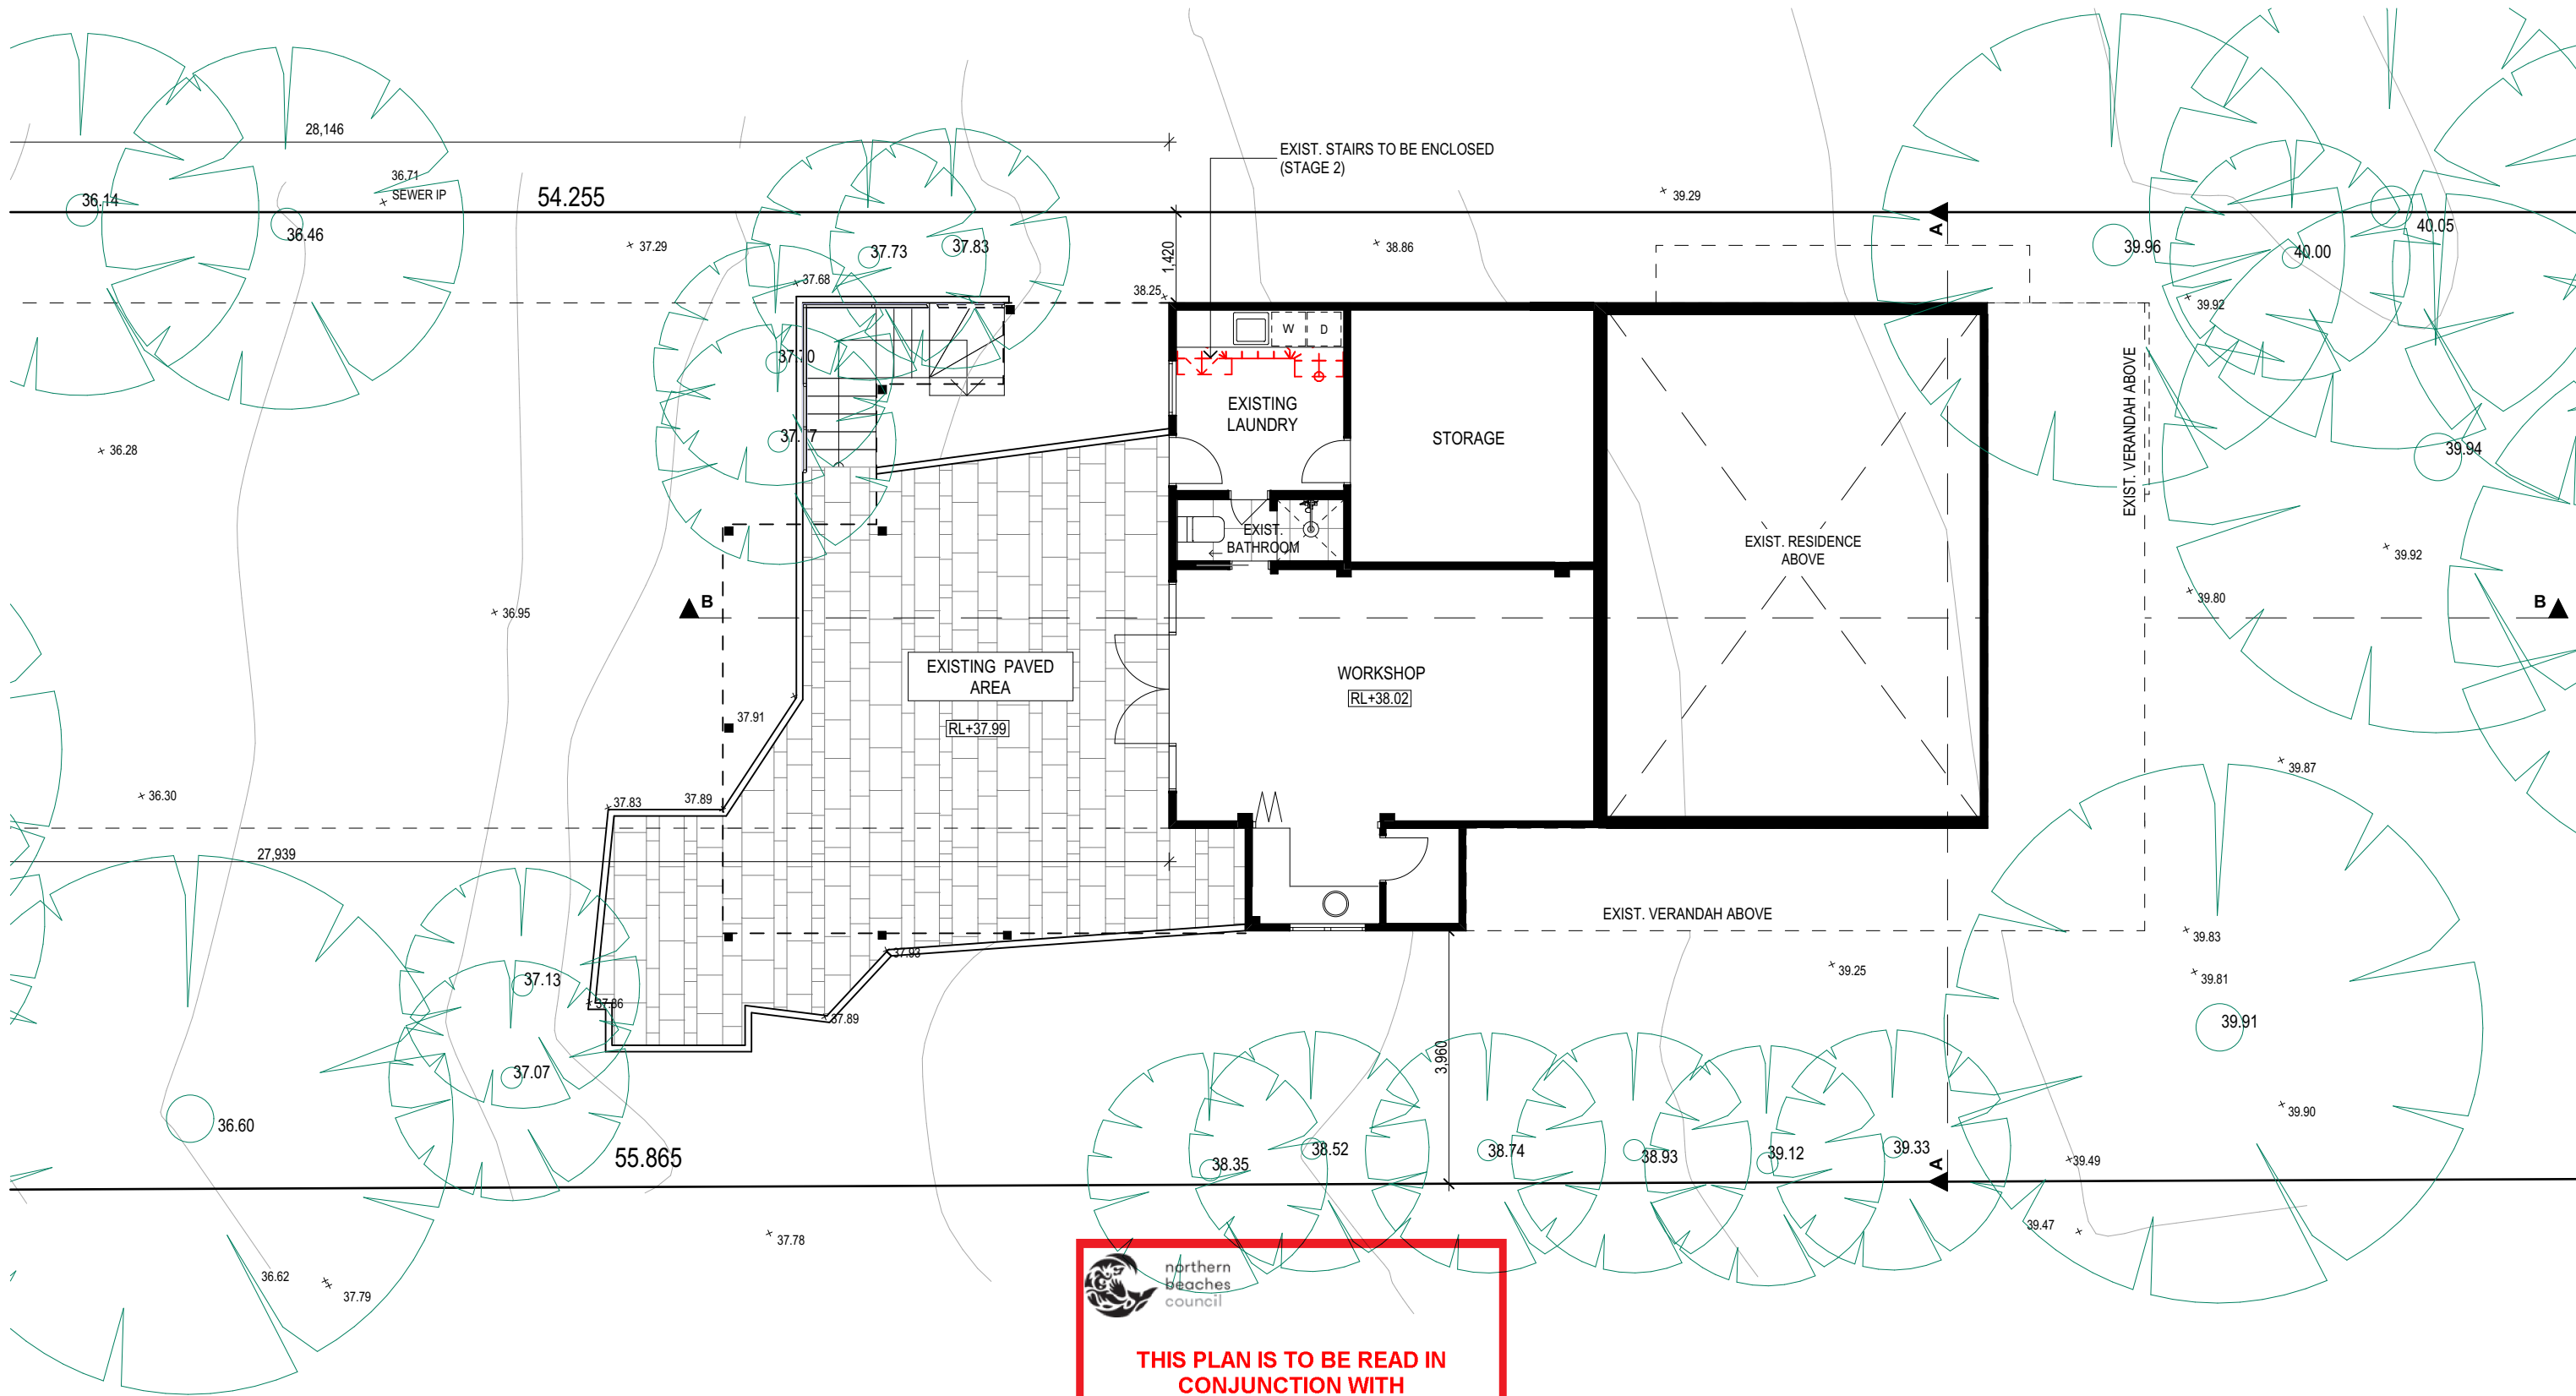 28,146
EXIST. STAIRS TO BE ENCLOSED
(STAGE 2)
36.71
SEWER IP
54.255
36.14
36.46
37.29
37.73
37.83
38.86
39.29
1,420
A
39.96
40.00
40.05
37.68
38.25
39.92
W
D
37.70
EXIST. VERANDAH ABOVE
EXISTING
LAUNDRY
STORAGE
36.28
39.94
EXIST.
BATHROOM
EXIST. RESIDENCE
ABOVE
39.92
36.95
B
39.80
B
EXISTING PAVED
AREA
WORKSHOP
RL+38.02
37.91
RL+37.99
39.87
36.30
37.83
37.89
27,939
EXIST. VERANDAH ABOVE
39.83
37.93
39.25
39.81
37.13
37.86
37.89
39.91
37.07
3,960
39.90
36.60
55.865
38.35
38.52
38.74
38.93
39.12
39.33
A
39.49
39.47
37.78
36.62
37.79
northern
beaches
council
THIS PLAN IS TO BE READ IN
CONJUNCTION WITH